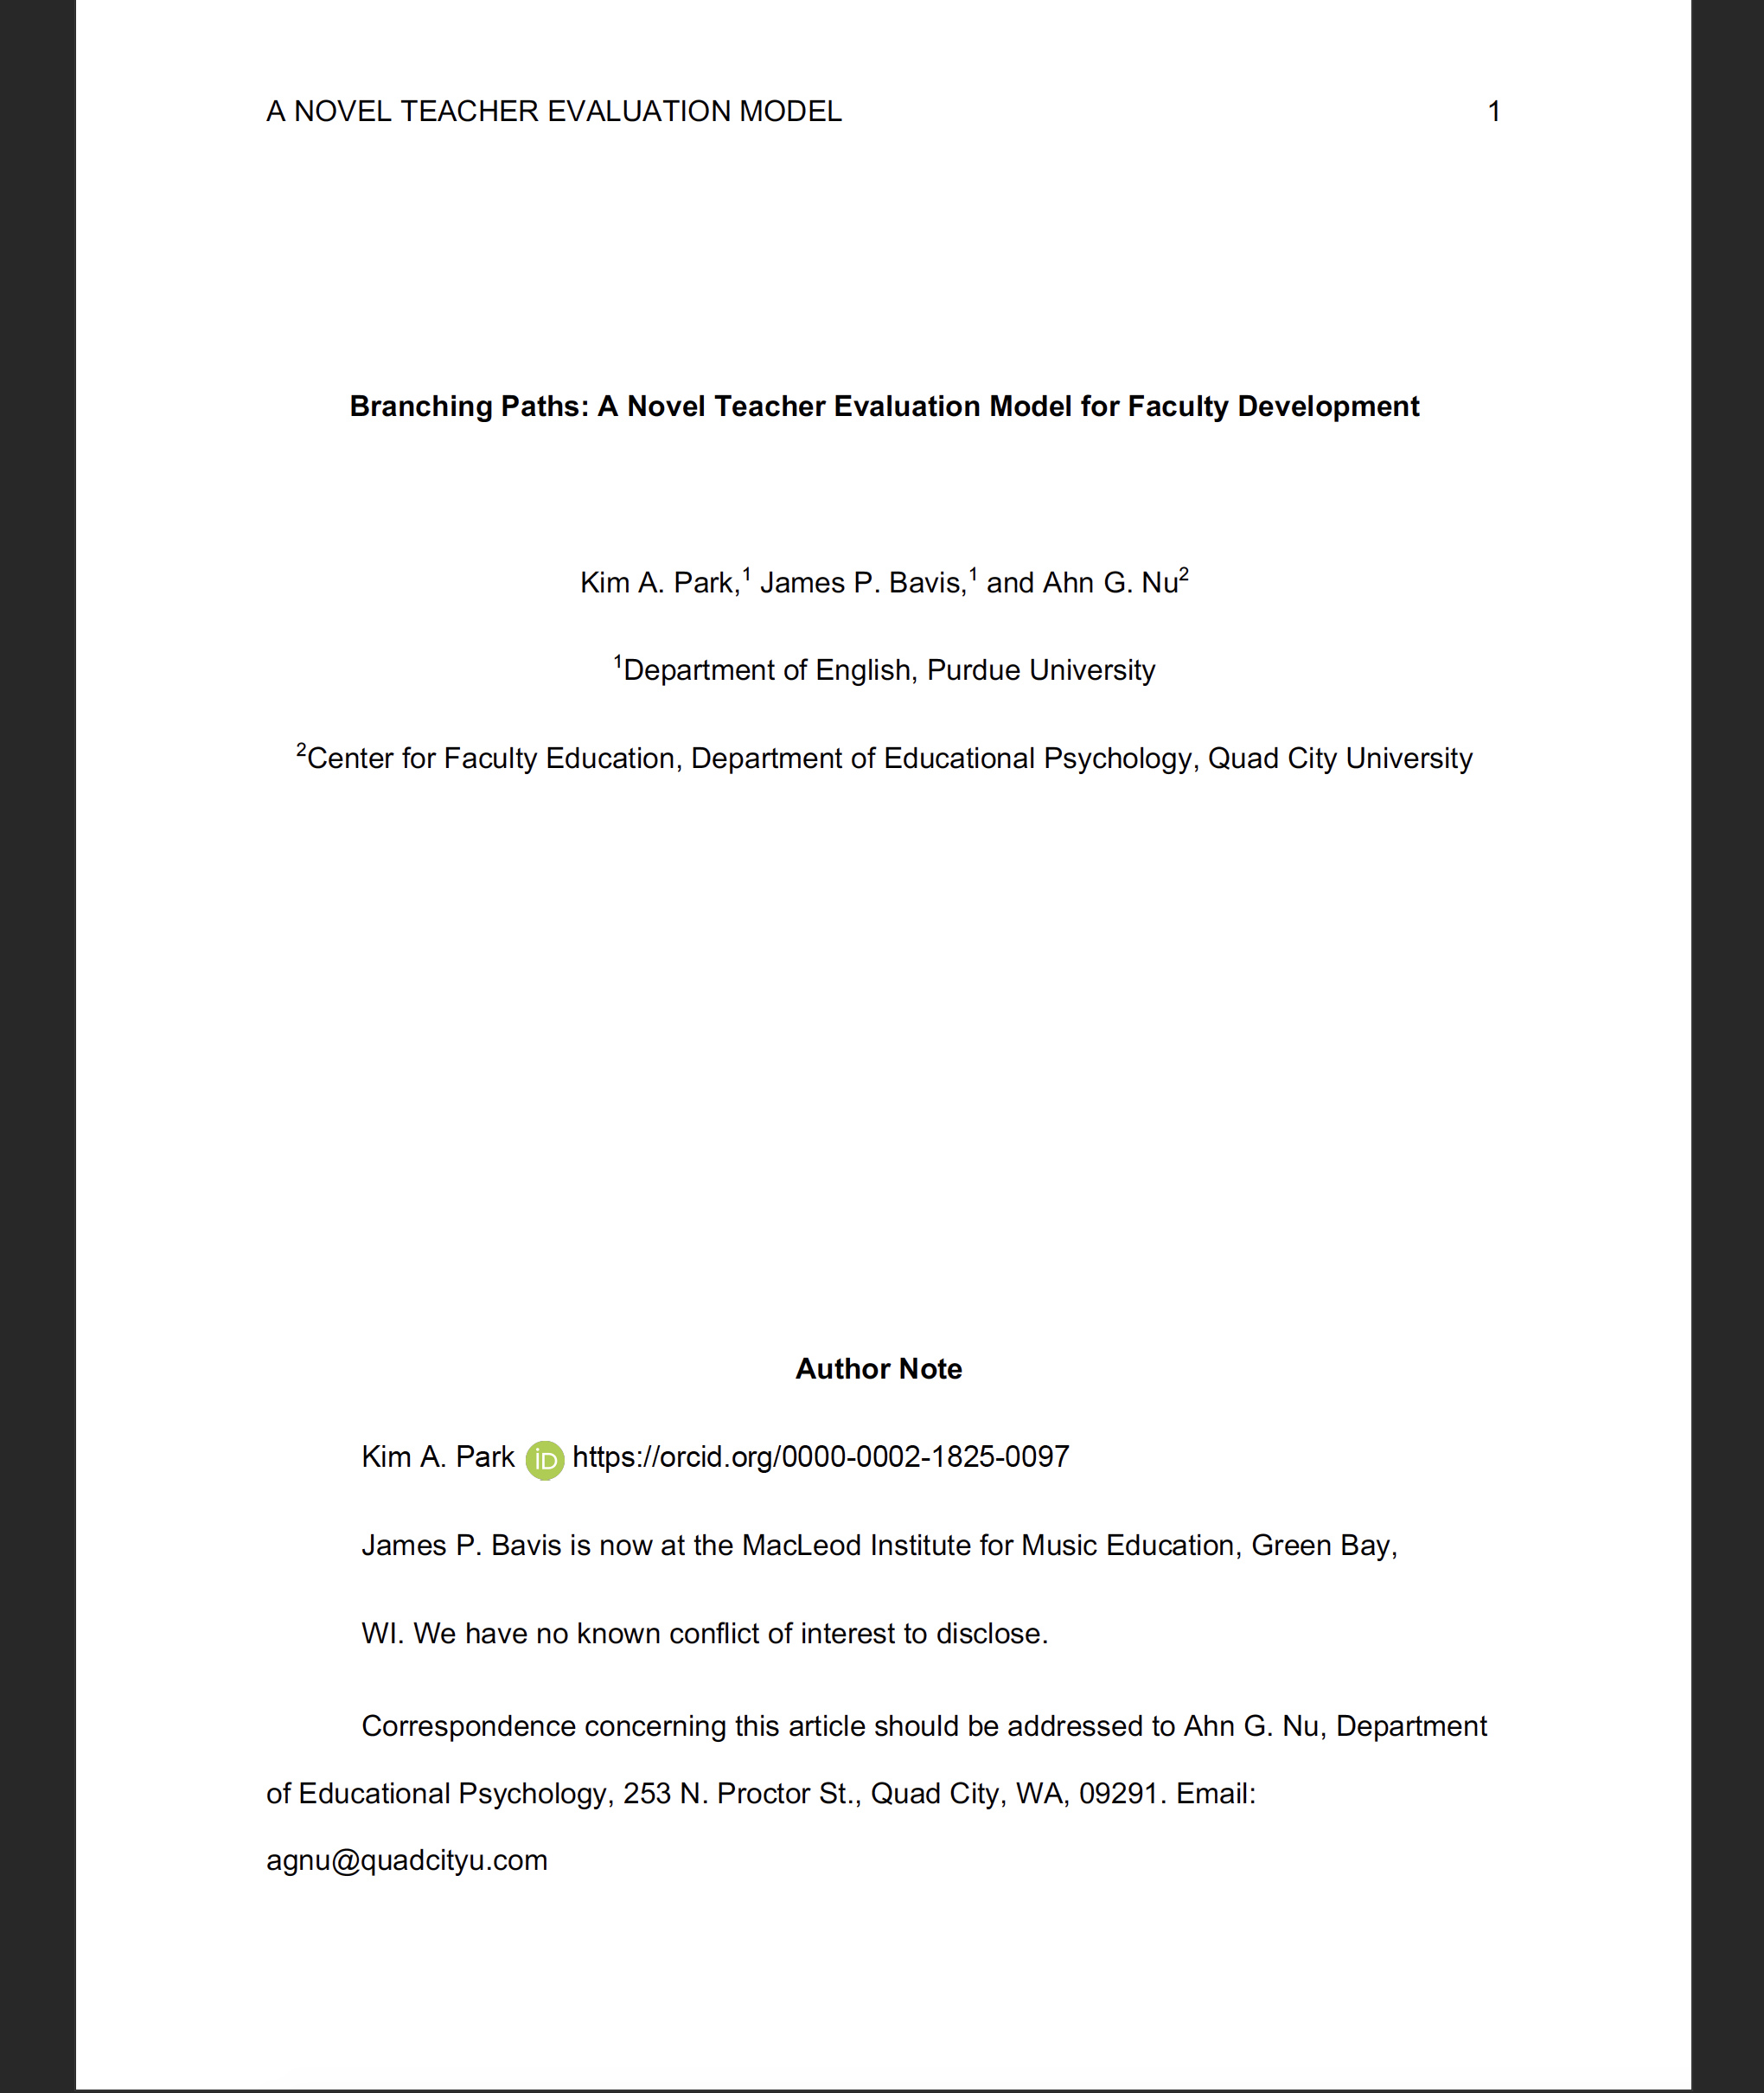 A NOVEL TEACHER EVALUATION MODEL 1
Branching Paths: A Novel Teacher Evaluation Model for Faculty Development
Kim A. Park,¹ James P. Bavis,¹ and Ahn G. Nu²
¹Department of English, Purdue University
²Center for Faculty Education, Department of Educational Psychology, Quad City University
Author Note
Kim A. Park iD https://orcid.org/0000-0002-1825-0097
James P. Bavis is now at the MacLeod Institute for Music Education, Green Bay,
WI. We have no known conflict of interest to disclose.
Correspondence concerning this article should be addressed to Ahn G. Nu, Department
of Educational Psychology, 253 N. Proctor St., Quad City, WA, 09291. Email:
agnu@quadcityu.com